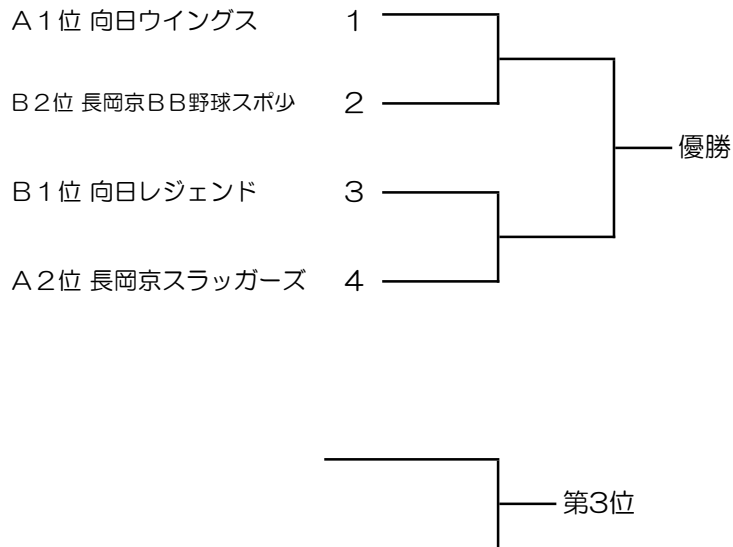 A1位 向日ウイングス 1
B2位 長岡京BB野球スポ少 2
優勝
B1位 向日レジェンド 3
A2位 長岡京スラッガーズ 4
第3位